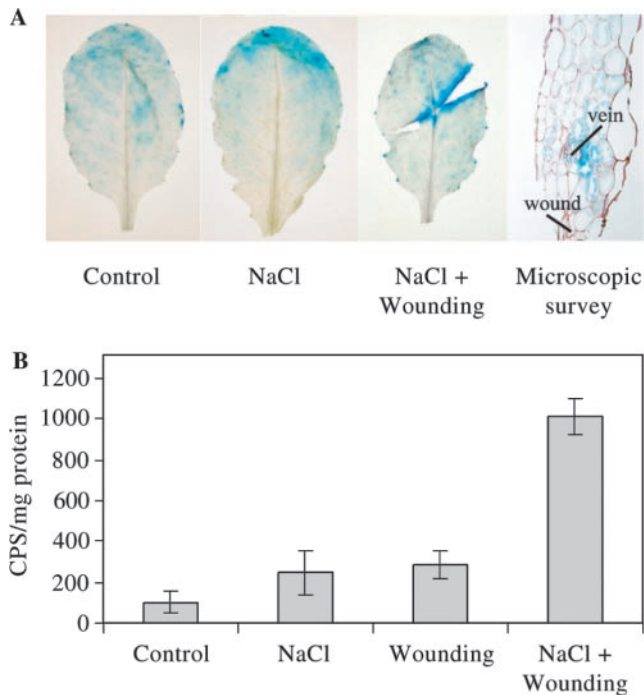 A
vein
wound
Control
NaCl
NaCl +
Wounding
Microscopic
survey
B
CPS/mg protein
1200
1000
800
600
400
200
0
Control
NaCl
Wounding
NaCl +
Wounding